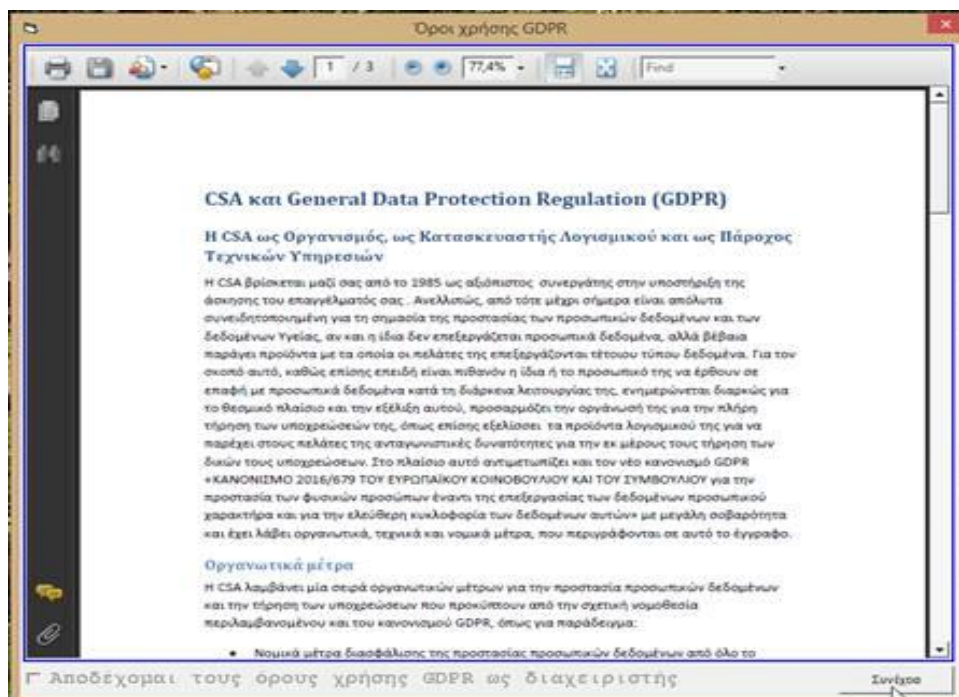 Όροι χρήσης GDPR
1 / 3 77,4% Find
CSA και General Data Protection Regulation (GDPR)
Η CSA ως Οργανισμός, ως Κατασκευαστής Λογισμικού και ως Πάροχος
Τεχνικών Υπηρεσιών
Η CSA βρίσκεται μαζί σας από το 1985 ως αξιόπιστος συνεργάτης στην υποστήριξη της
άσκησης του επαγγέλματός σας . Ανελλιπώς, από τότε μέχρι σήμερα είναι απόλυτα
συνειδητοποιημένη για τη σημασία της προστασίας των προσωπικών δεδομένων και των
δεδομένων Υγείας, αν και η ίδια δεν επεξεργάζεται προσωπικά δεδομένα, αλλά βέβαια
παράγει προϊόντα με τα οποία οι πελάτες της επεξεργάζονται τέτοιου τύπου δεδομένα. Για τον
σκοπό αυτό, καθώς επίσης επειδή είναι πιθανόν η ίδια ή το προσωπικό της να έρθουν σε
επαφή με προσωπικά δεδομένα κατά τη διάρκεια λειτουργίας της, ενημερώνεται διαρκώς για
το θεσμικό πλαίσιο και την εξέλιξη αυτού, προσαρμόζει την οργάνωσή της για την πλήρη
τήρηση των υποχρεώσεών της, όπως επίσης εξελίσσει τα προϊόντα λογισμικού της για να
παρέχει στους πελάτες της ανταγωνιστικές δυνατότητες για την εκ μέρους τους τήρηση των
δικών τους υποχρεώσεων. Στο πλαίσιο αυτό αντιμετωπίζει και τον νέο κανονισμό GDPR
«ΚΑΝΟΝΙΣΜΟ 2016/679 ΤΟΥ ΕΥΡΩΠΑΪΚΟΥ ΚΟΙΝΟΒΟΥΛΙΟΥ ΚΑΙ ΤΟΥ ΣΥΜΒΟΥΛΙΟΥ για την
προστασία των φυσικών προσώπων έναντι της επεξεργασίας των δεδομένων προσωπικού
χαρακτήρα και για την ελεύθερη κυκλοφορία των δεδομένων αυτών» με μεγάλη σοβαρότητα
και έχει λάβει οργανωτικά, τεχνικά και νομικά μέτρα, που περιγράφονται σε αυτό το έγγραφο.
Οργανωτικά μέτρα
Η CSA λαμβάνει μία σειρά οργανωτικών μέτρων για την προστασία προσωπικών δεδομένων
και την τήρηση των υποχρεώσεων που προκύπτουν από την σχετική νομοθεσία
περιλαμβανομένου και του κανονισμού GDPR, όπως για παράδειγμα:
• Νομικά μέτρα διασφάλισης της προστασίας προσωπικών δεδομένων από όλο το
Αποδέχομαι τους όρους χρήσης GDPR ως διαχειριστής
Συνέχεια